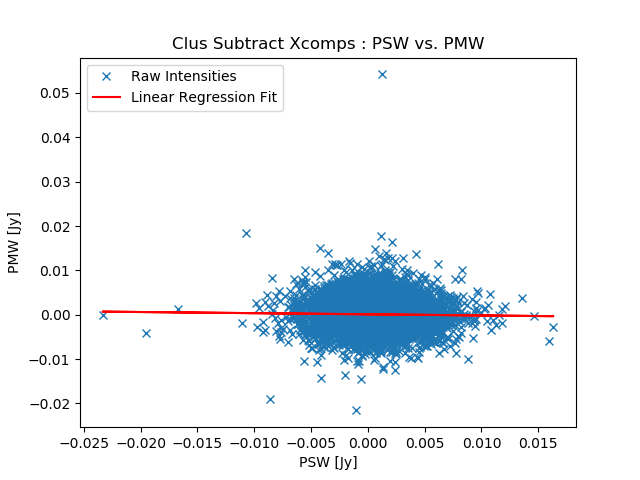 Clus Subtract Xcomps : PSW vs. PMW
Raw Intensities
Linear Regression Fit
PMW [Jy]
0.05
0.04
0.03
0.02
0.01
0.00
−0.01
−0.02
−0.025 −0.020 −0.015 −0.010 −0.005 0.000 0.005 0.010 0.015
PSW [Jy]